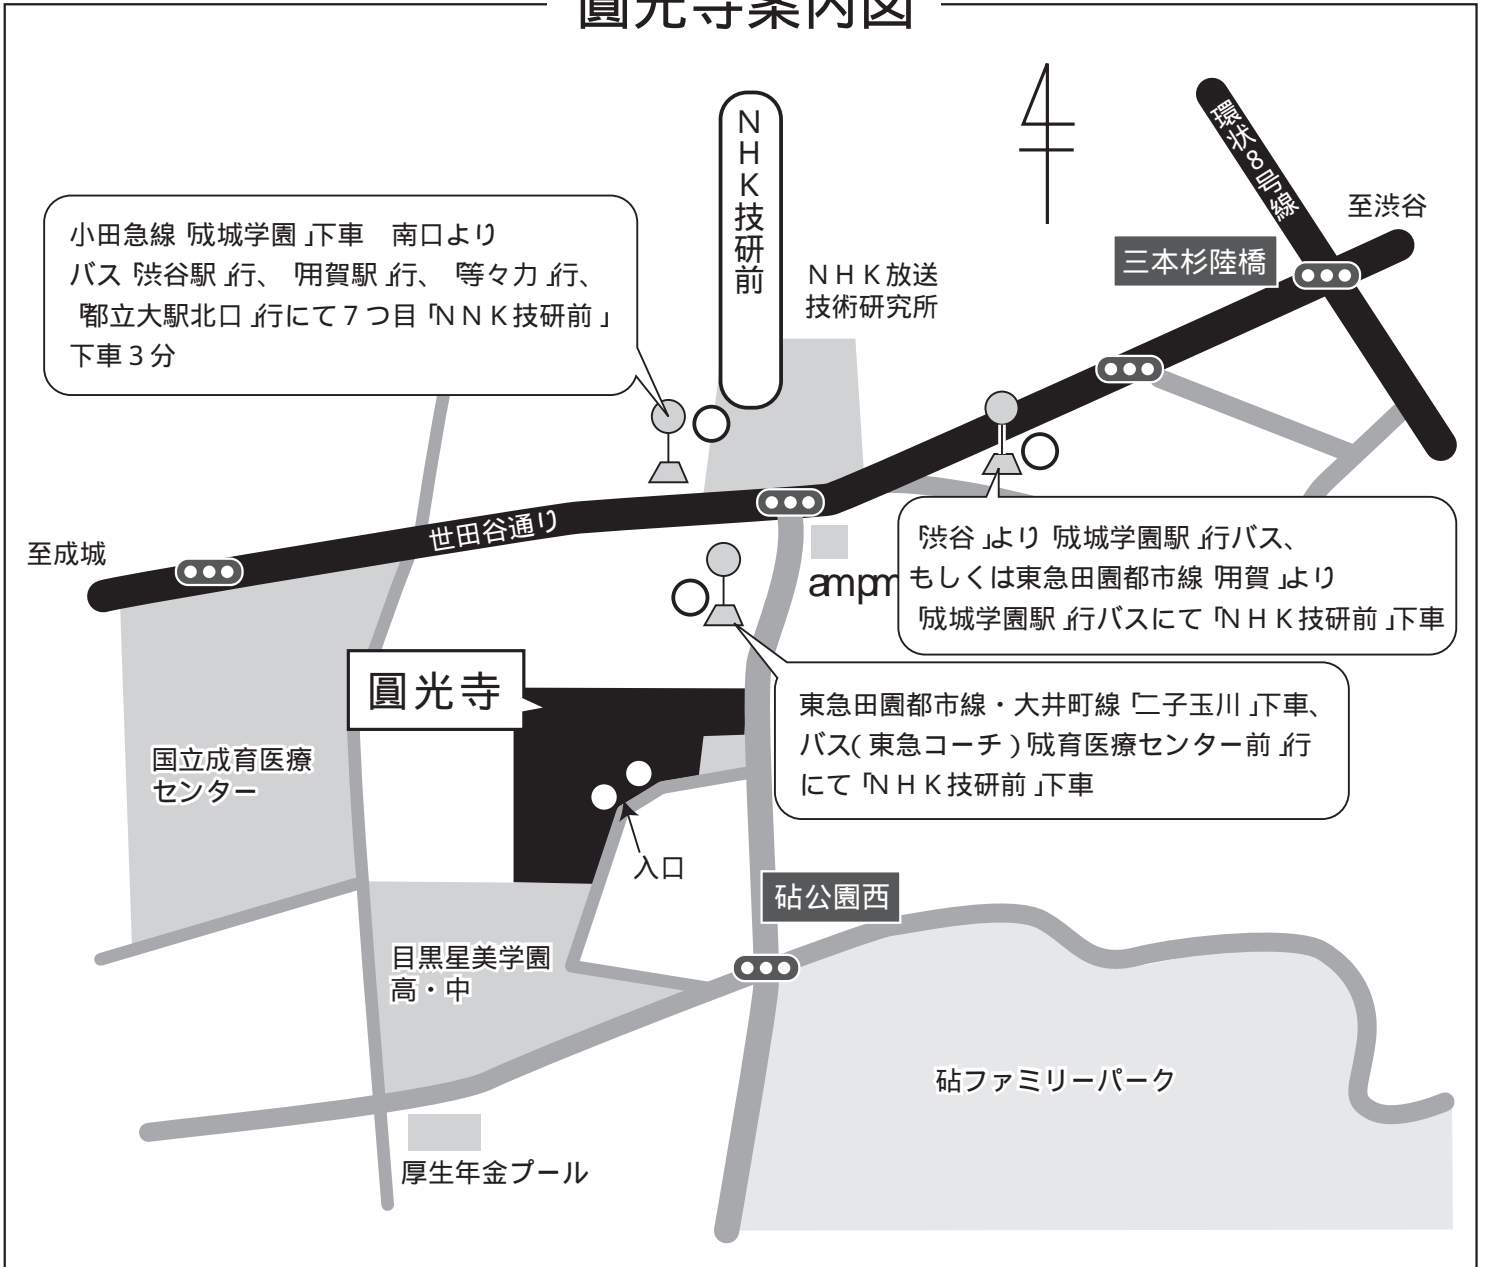 圓光寺案内図
環状8号線
至渋谷
三本杉陸橋
NHK技研前
NHK放送
技術研究所
小田急線「成城学園」下車　南口より
バス「渋谷駅」行、「用賀駅」行、「等々力」行、
「都立大駅北口」行にて7つ目「NNK技研前」
下車3分
世田谷通り
至成城
ampm
「渋谷」より「成城学園駅」行バス、
もしくは東急田園都市線「用賀」より
「成城学園駅」行バスにて「NHK技研前」下車
圓光寺
東急田園都市線・大井町線「二子玉川」下車、
バス(東急コーチ)「成育医療センター前」行
にて「NHK技研前」下車
国立成育医療
センター
入口
砧公園西
目黒星美学園
高・中
砧ファミリーパーク
厚生年金プール